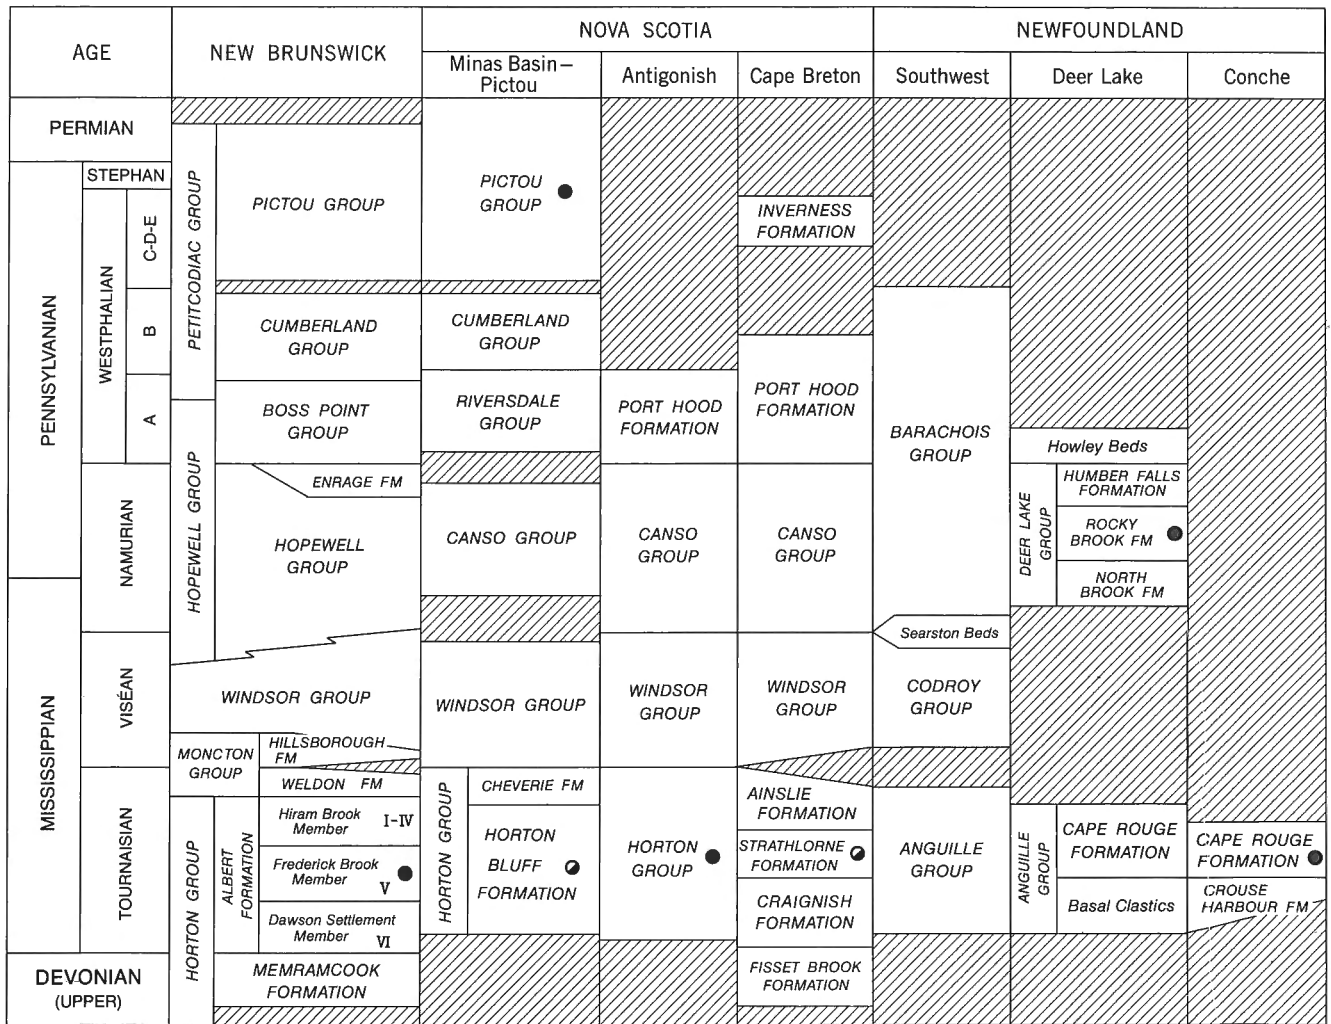 AGE
NEW BRUNSWICK
NOVA SCOTIA
NEWFOUNDLAND
Minas Basin–
Pictou
Antigonish
Cape Breton
Southwest
Deer Lake
Conche
PERMIAN
PENNSYLVANIAN
STEPHAN
WESTPHALIAN
C-D-E
B
A
NAMURIAN
MISSISSIPPIAN
VISÉAN
TOURNAISIAN
DEVONIAN
(UPPER)
PETITCODIAC GROUP
PICTOU GROUP
CUMBERLAND
GROUP
BOSS POINT
GROUP
HOPEWELL GROUP
ENRAGE FM
HOPEWELL
GROUP
WINDSOR GROUP
MONCTON
GROUP
HILLSBOROUGH
FM
WELDON FM
HORTON GROUP
ALBERT
FORMATION
Hiram Brook
Member I-IV
Frederick Brook
Member
V
Dawson Settlement
Member VI
MEMRAMCOOK
FORMATION
PICTOU
GROUP
CUMBERLAND
GROUP
RIVERSDALE
GROUP
CANSO GROUP
WINDSOR GROUP
HORTON GROUP
CHEVERIE FM
HORTON
BLUFF
FORMATION
PORT HOOD
FORMATION
CANSO
GROUP
WINDSOR
GROUP
HORTON
GROUP
INVERNESS
FORMATION
PORT HOOD
FORMATION
CANSO
GROUP
WINDSOR
GROUP
AINSLIE
FORMATION
STRATHLORNE
FORMATION
CRAIGNISH
FORMATION
FISSET BROOK
FORMATION
BARACHOIS
GROUP
Searston Beds
CODROY
GROUP
ANGUILLE
GROUP
Howley Beds
DEER LAKE
GROUP
HUMBER FALLS
FORMATION
ROCKY
BROOK FM
NORTH
BROOK FM
ANGUILLE
GROUP
CAPE ROUGE
FORMATION
Basal Clastics
CAPE ROUGE
FORMATION
CROUSE
HARBOUR FM